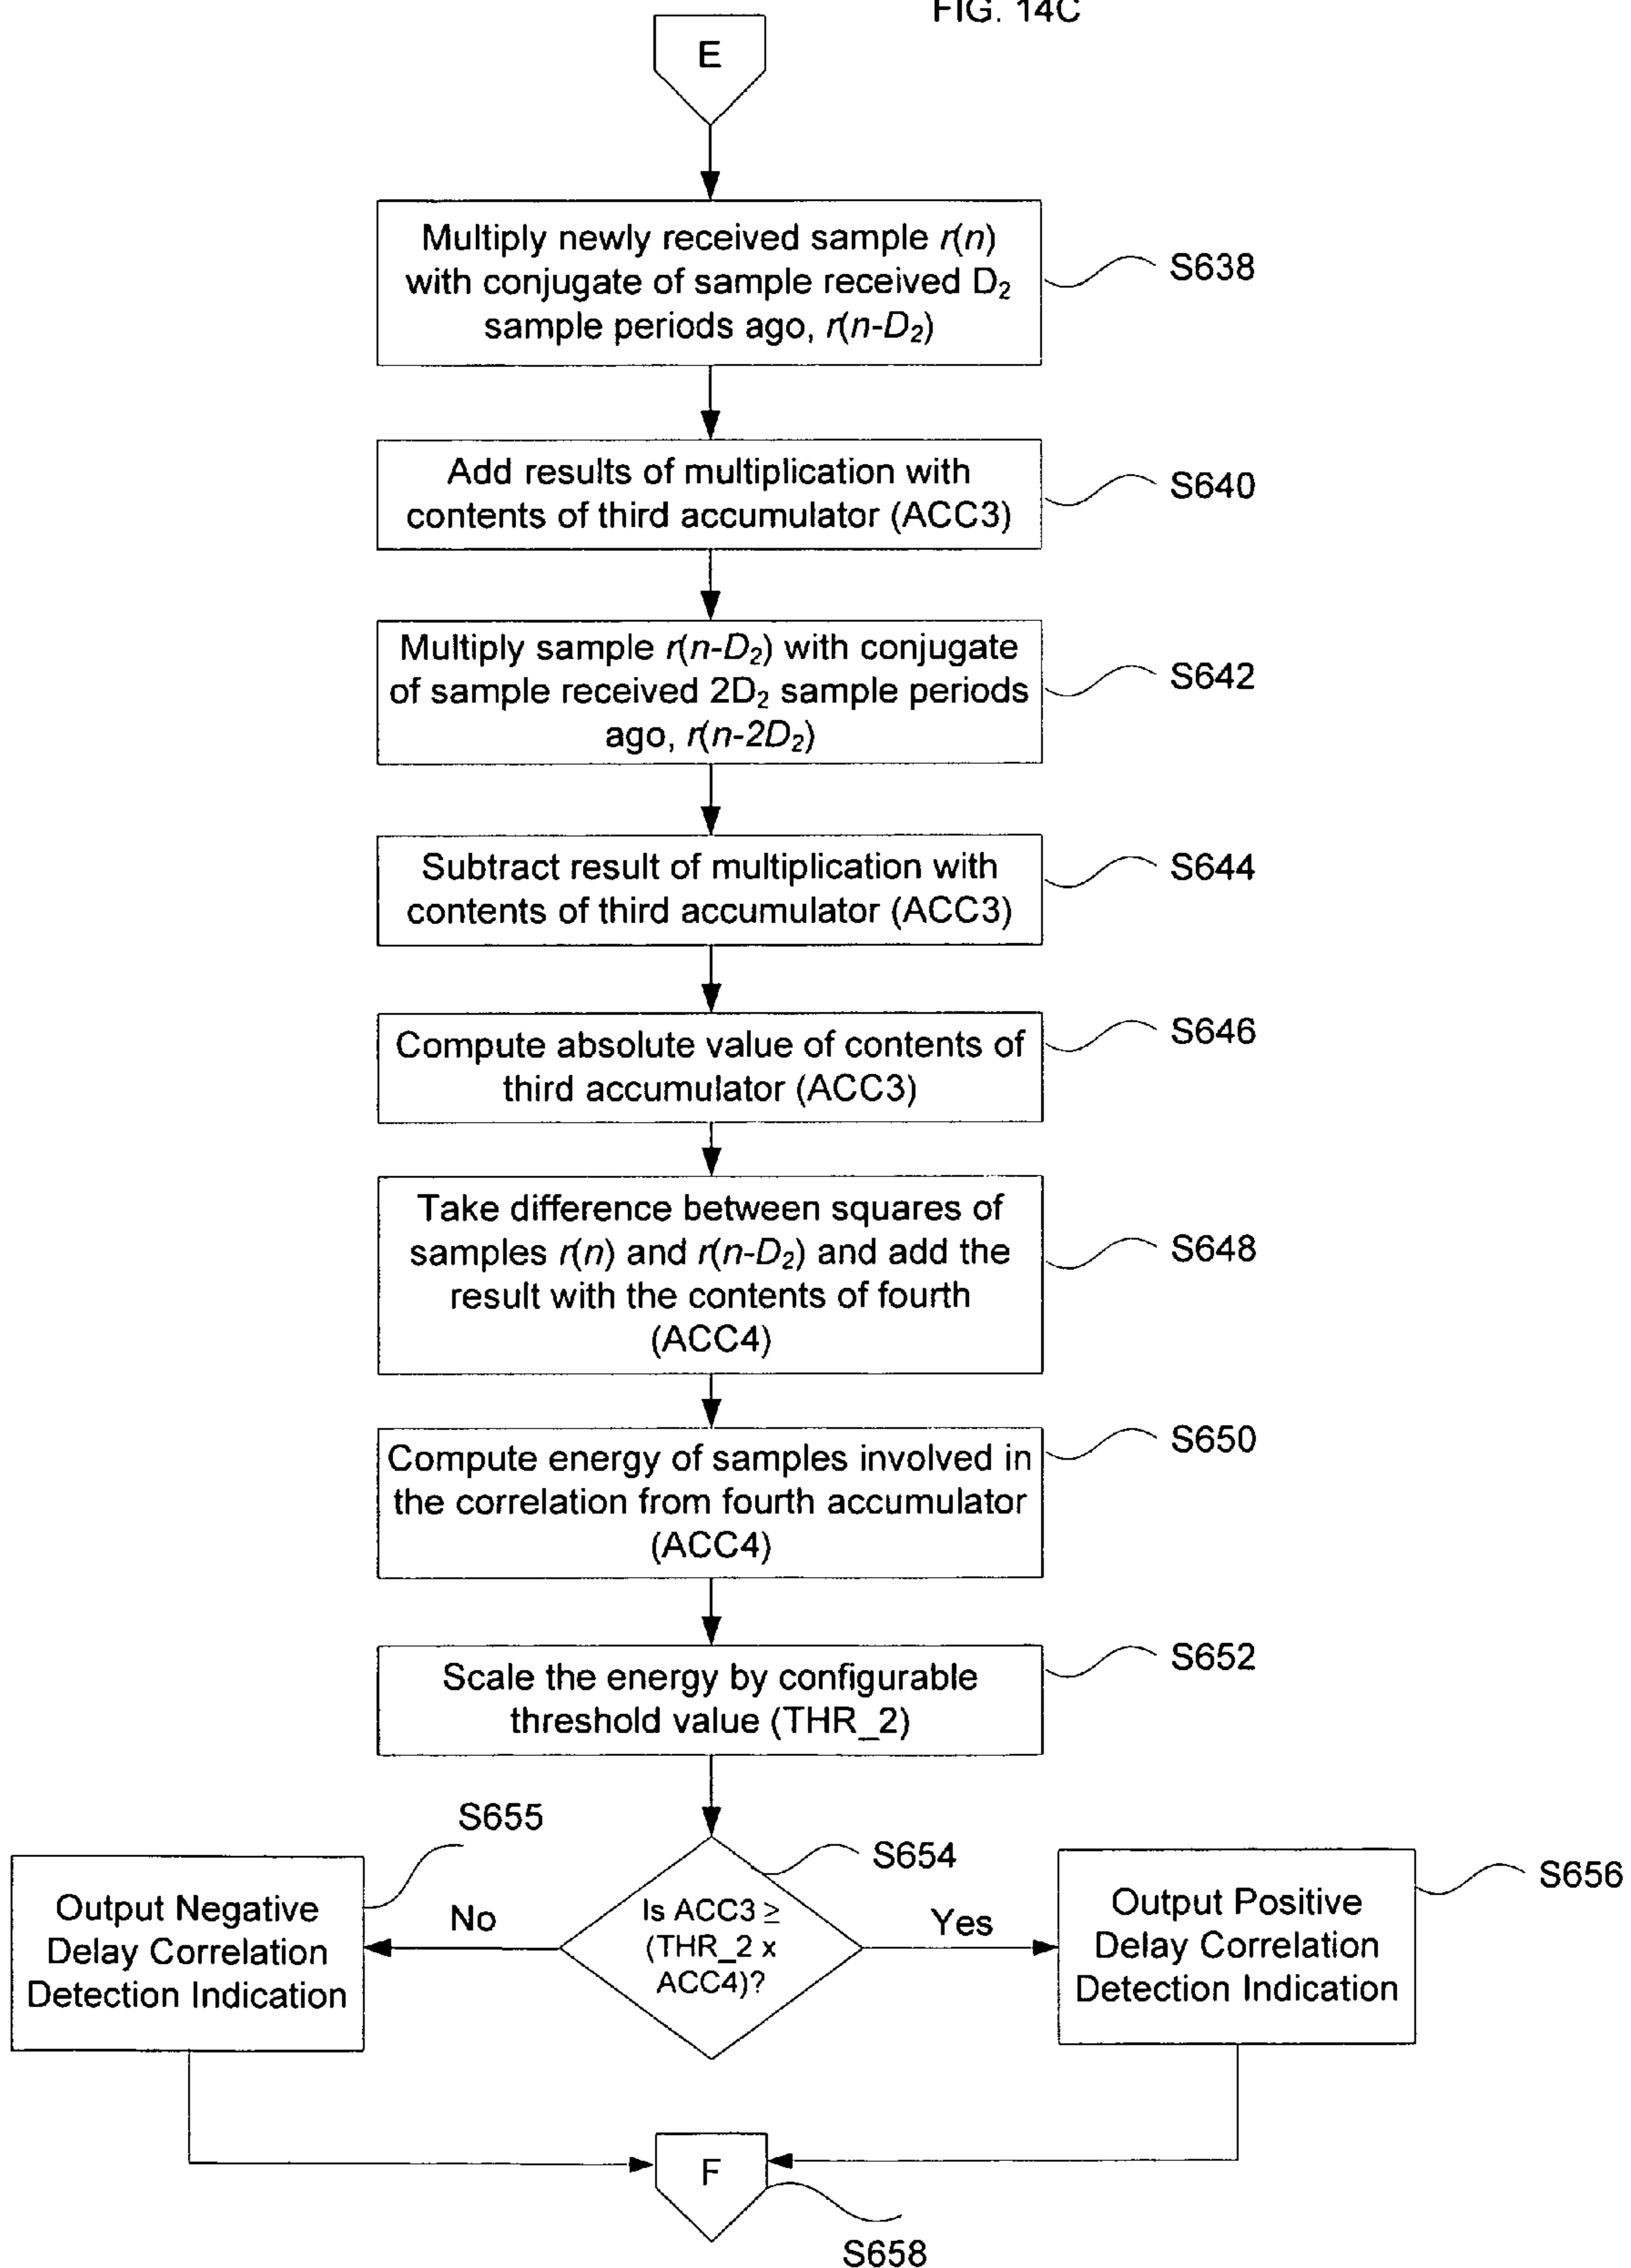 FIG. 14C
E
Multiply newly received sample r(n)
with conjugate of sample received D₂
sample periods ago, r(n-D₂)
S638
Add results of multiplication with
contents of third accumulator (ACC3)
S640
Multiply sample r(n-D₂) with conjugate
of sample received 2D₂ sample periods
ago, r(n-2D₂)
S642
Subtract result of multiplication with
contents of third accumulator (ACC3)
S644
Compute absolute value of contents of
third accumulator (ACC3)
S646
Take difference between squares of
samples r(n) and r(n-D₂) and add the
result with the contents of fourth
(ACC4)
S648
Compute energy of samples involved in
the correlation from fourth accumulator
(ACC4)
S650
Scale the energy by configurable
threshold value (THR_2)
S652
S655
Output Negative
Delay Correlation
Detection Indication
No
Is ACC3 ≥
(THR_2 x
ACC4)?
S654
Yes
Output Positive
Delay Correlation
Detection Indication
S656
F
S658